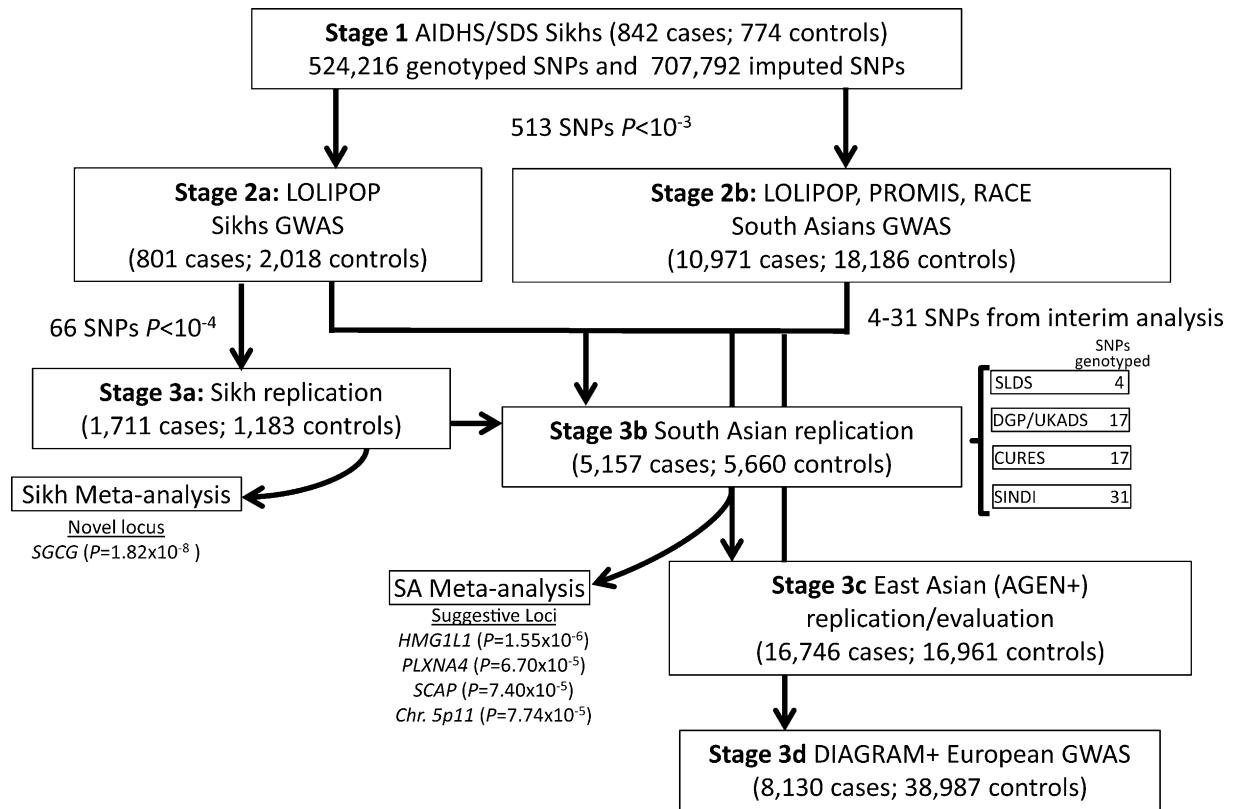 Stage 1 AIDHS/SDS Sikhs (842 cases; 774 controls)
524,216 genotyped SNPs and 707,792 imputed SNPs
513 SNPs P<10⁻³
Stage 2a: LOLIPOP
Sikhs GWAS
(801 cases; 2,018 controls)
Stage 2b: LOLIPOP, PROMIS, RACE
South Asians GWAS
(10,971 cases; 18,186 controls)
66 SNPs P<10⁻⁴
4-31 SNPs from interim analysis
SNPs
genotyped
SLDS 4
DGP/UKADS 17
CURES 17
SINDI 31
Stage 3a: Sikh replication
(1,711 cases; 1,183 controls)
Stage 3b South Asian replication
(5,157 cases; 5,660 controls)
Sikh Meta-analysis
Novel locus
SGCG (P=1.82x10⁻⁸ )
SA Meta-analysis
Suggestive Loci
HMG1L1 (P=1.55x10⁻⁶)
PLXNA4 (P=6.70x10⁻⁵)
SCAP (P=7.40x10⁻⁵)
Chr. 5p11 (P=7.74x10⁻⁵)
Stage 3c East Asian (AGEN+)
replication/evaluation
(16,746 cases; 16,961 controls)
Stage 3d DIAGRAM+ European GWAS
(8,130 cases; 38,987 controls)